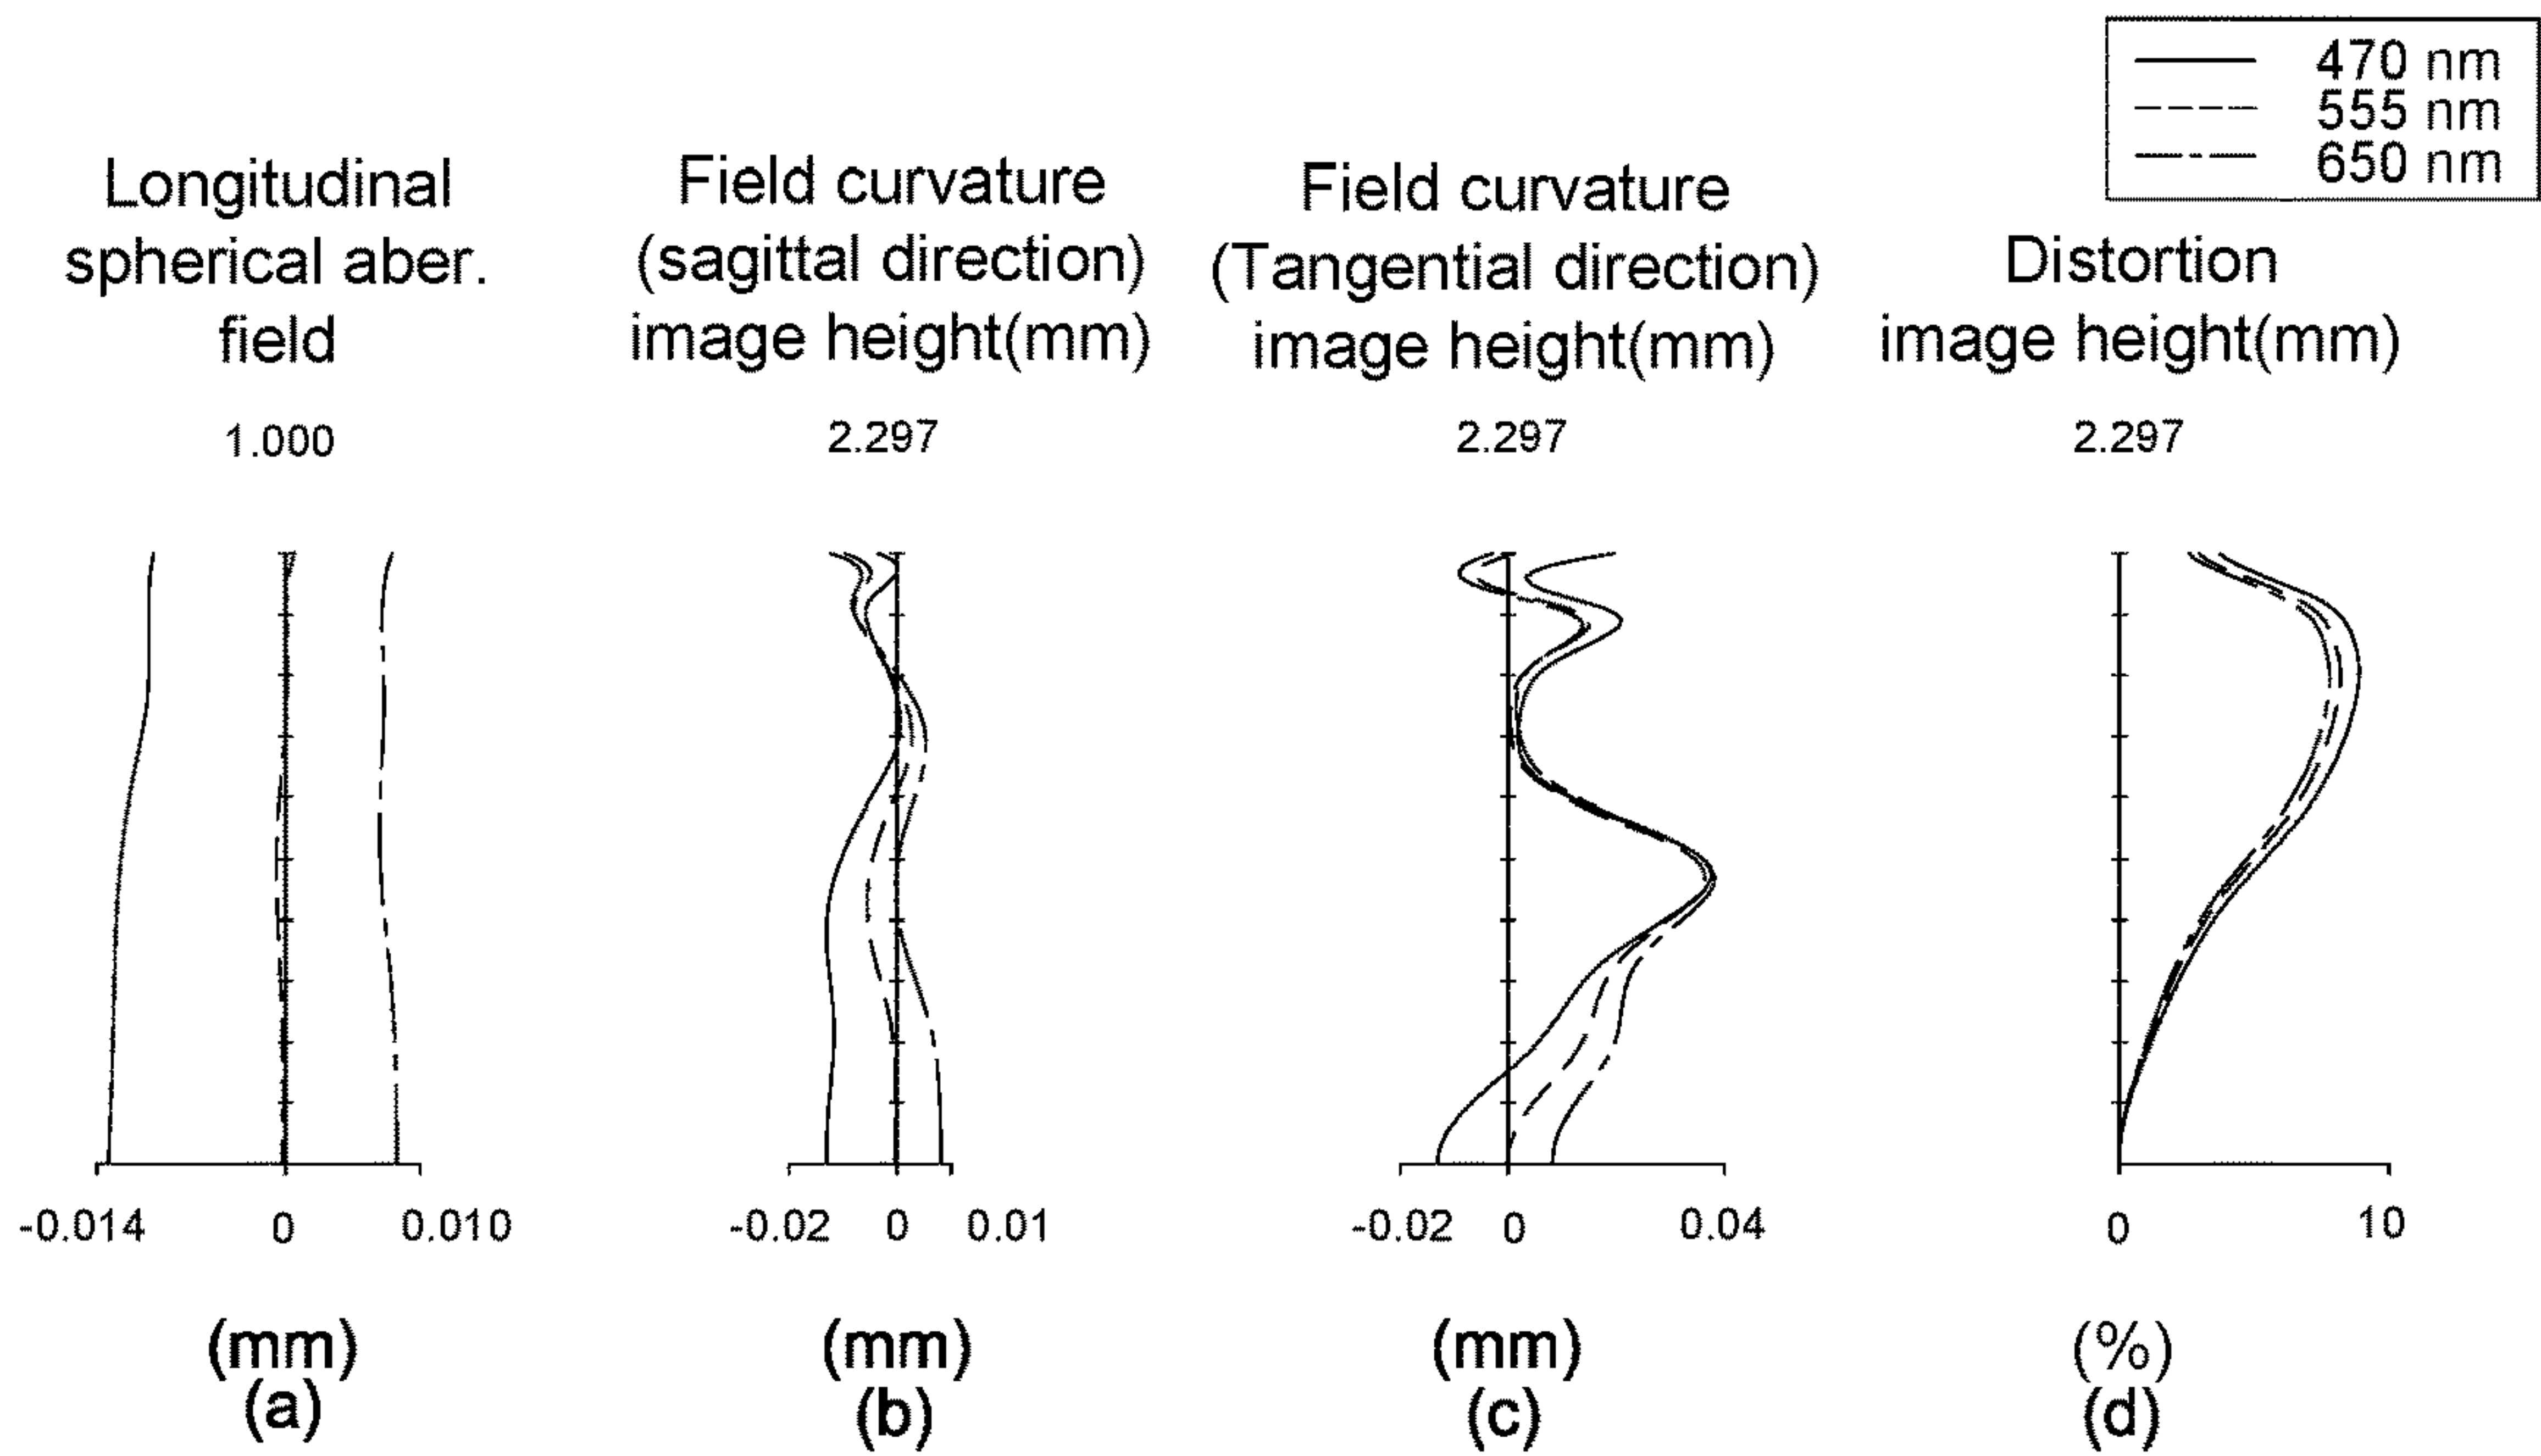 470 nm
555 nm
650 nm
Longitudinal
spherical aber.
field
1.000
Field curvature
(sagittal direction)
image height(mm)
2.297
Field curvature
(Tangential direction)
image height(mm)
2.297
Distortion
image height(mm)
2.297
-0.014 0 0.010
(mm)
(a)
-0.02 0 0.01
(mm)
(b)
-0.02 0 0.04
(mm)
(c)
0 10
(%)
(d)